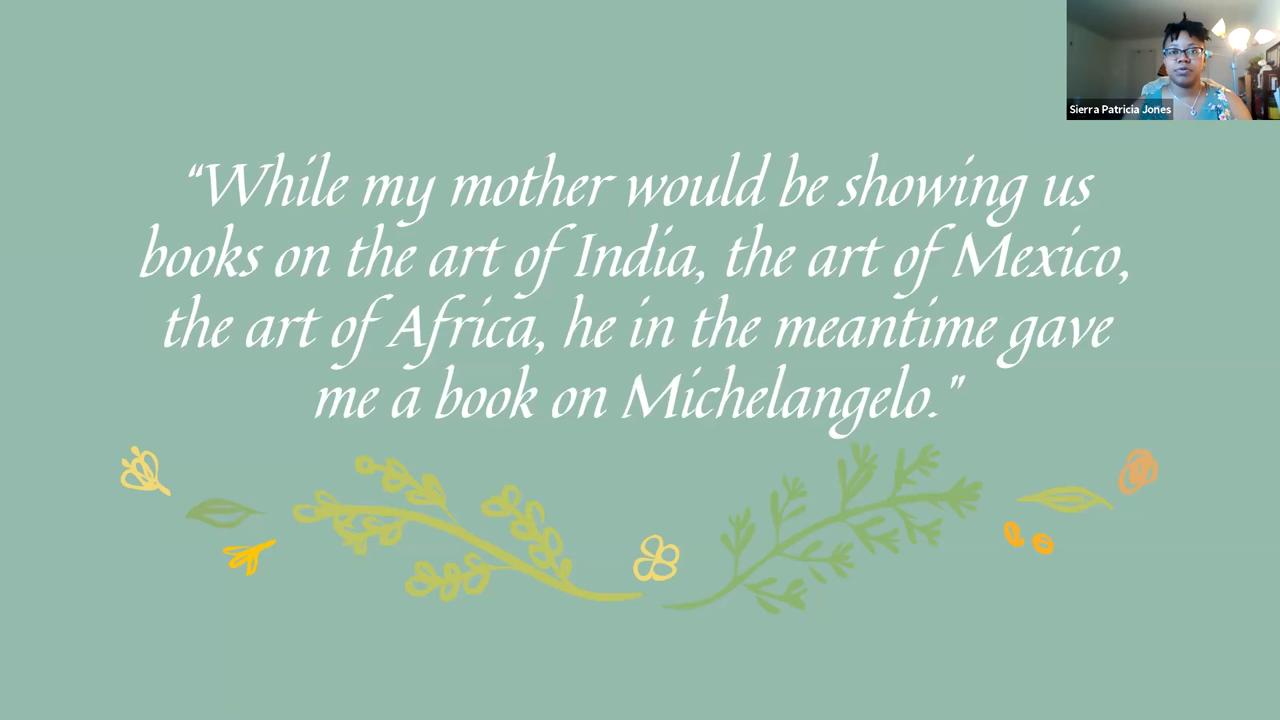 Sierra Patricia Jones
“While my mother would be showing us
books on the art of India, the art of Mexico,
the art of Africa, he in the meantime gave
me a book on Michelangelo.”